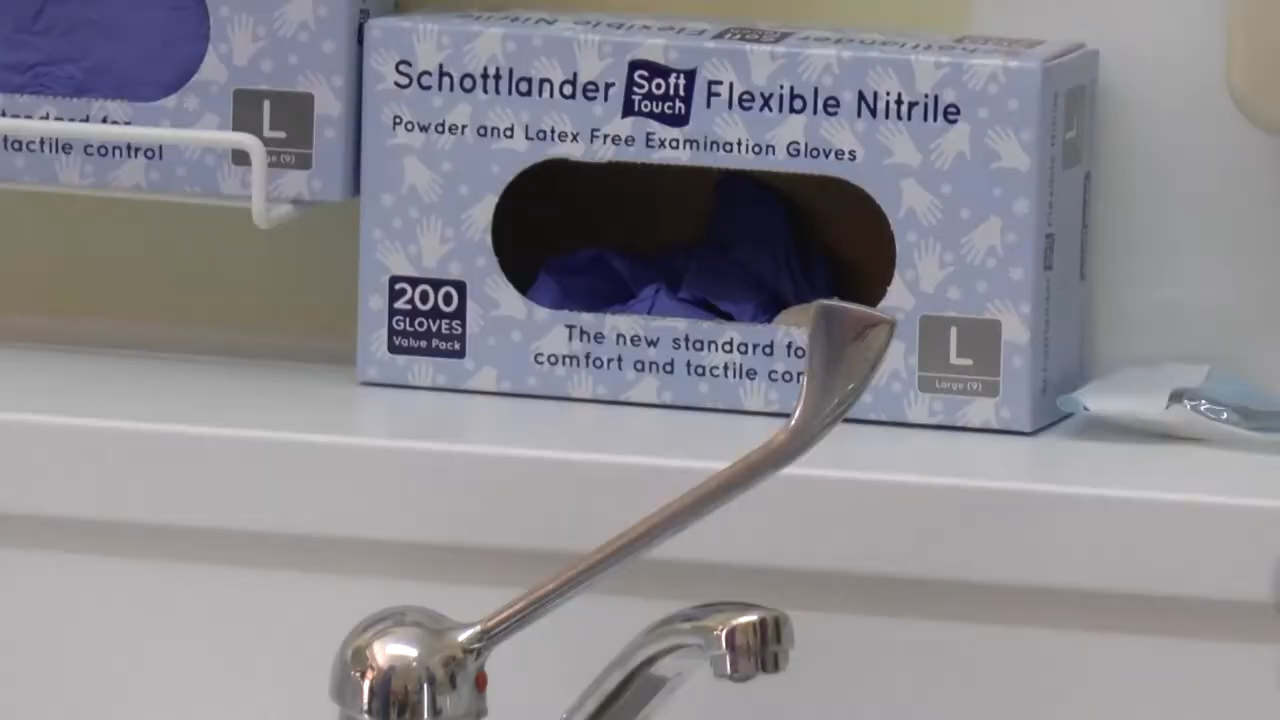 Schottlander Soft Touch Flexible Nitrile
Powder and Latex Free Examination Gloves
200
GLOVES
Value Pack
The new standard fo
comfort and tactile cor
L
Large (9)
L
tactile control
L